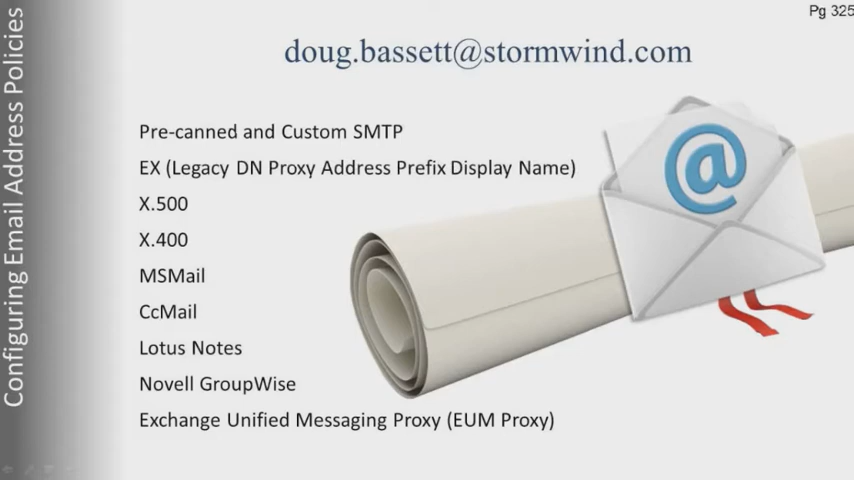 Pg 325
Configuring Email Address Policies
doug.bassett@stormwind.com
Pre-canned and Custom SMTP
EX (Legacy DN Proxy Address Prefix Display Name)
X.500
X.400
MSMail
CcMail
Lotus Notes
Novell GroupWise
Exchange Unified Messaging Proxy (EUM Proxy)
@